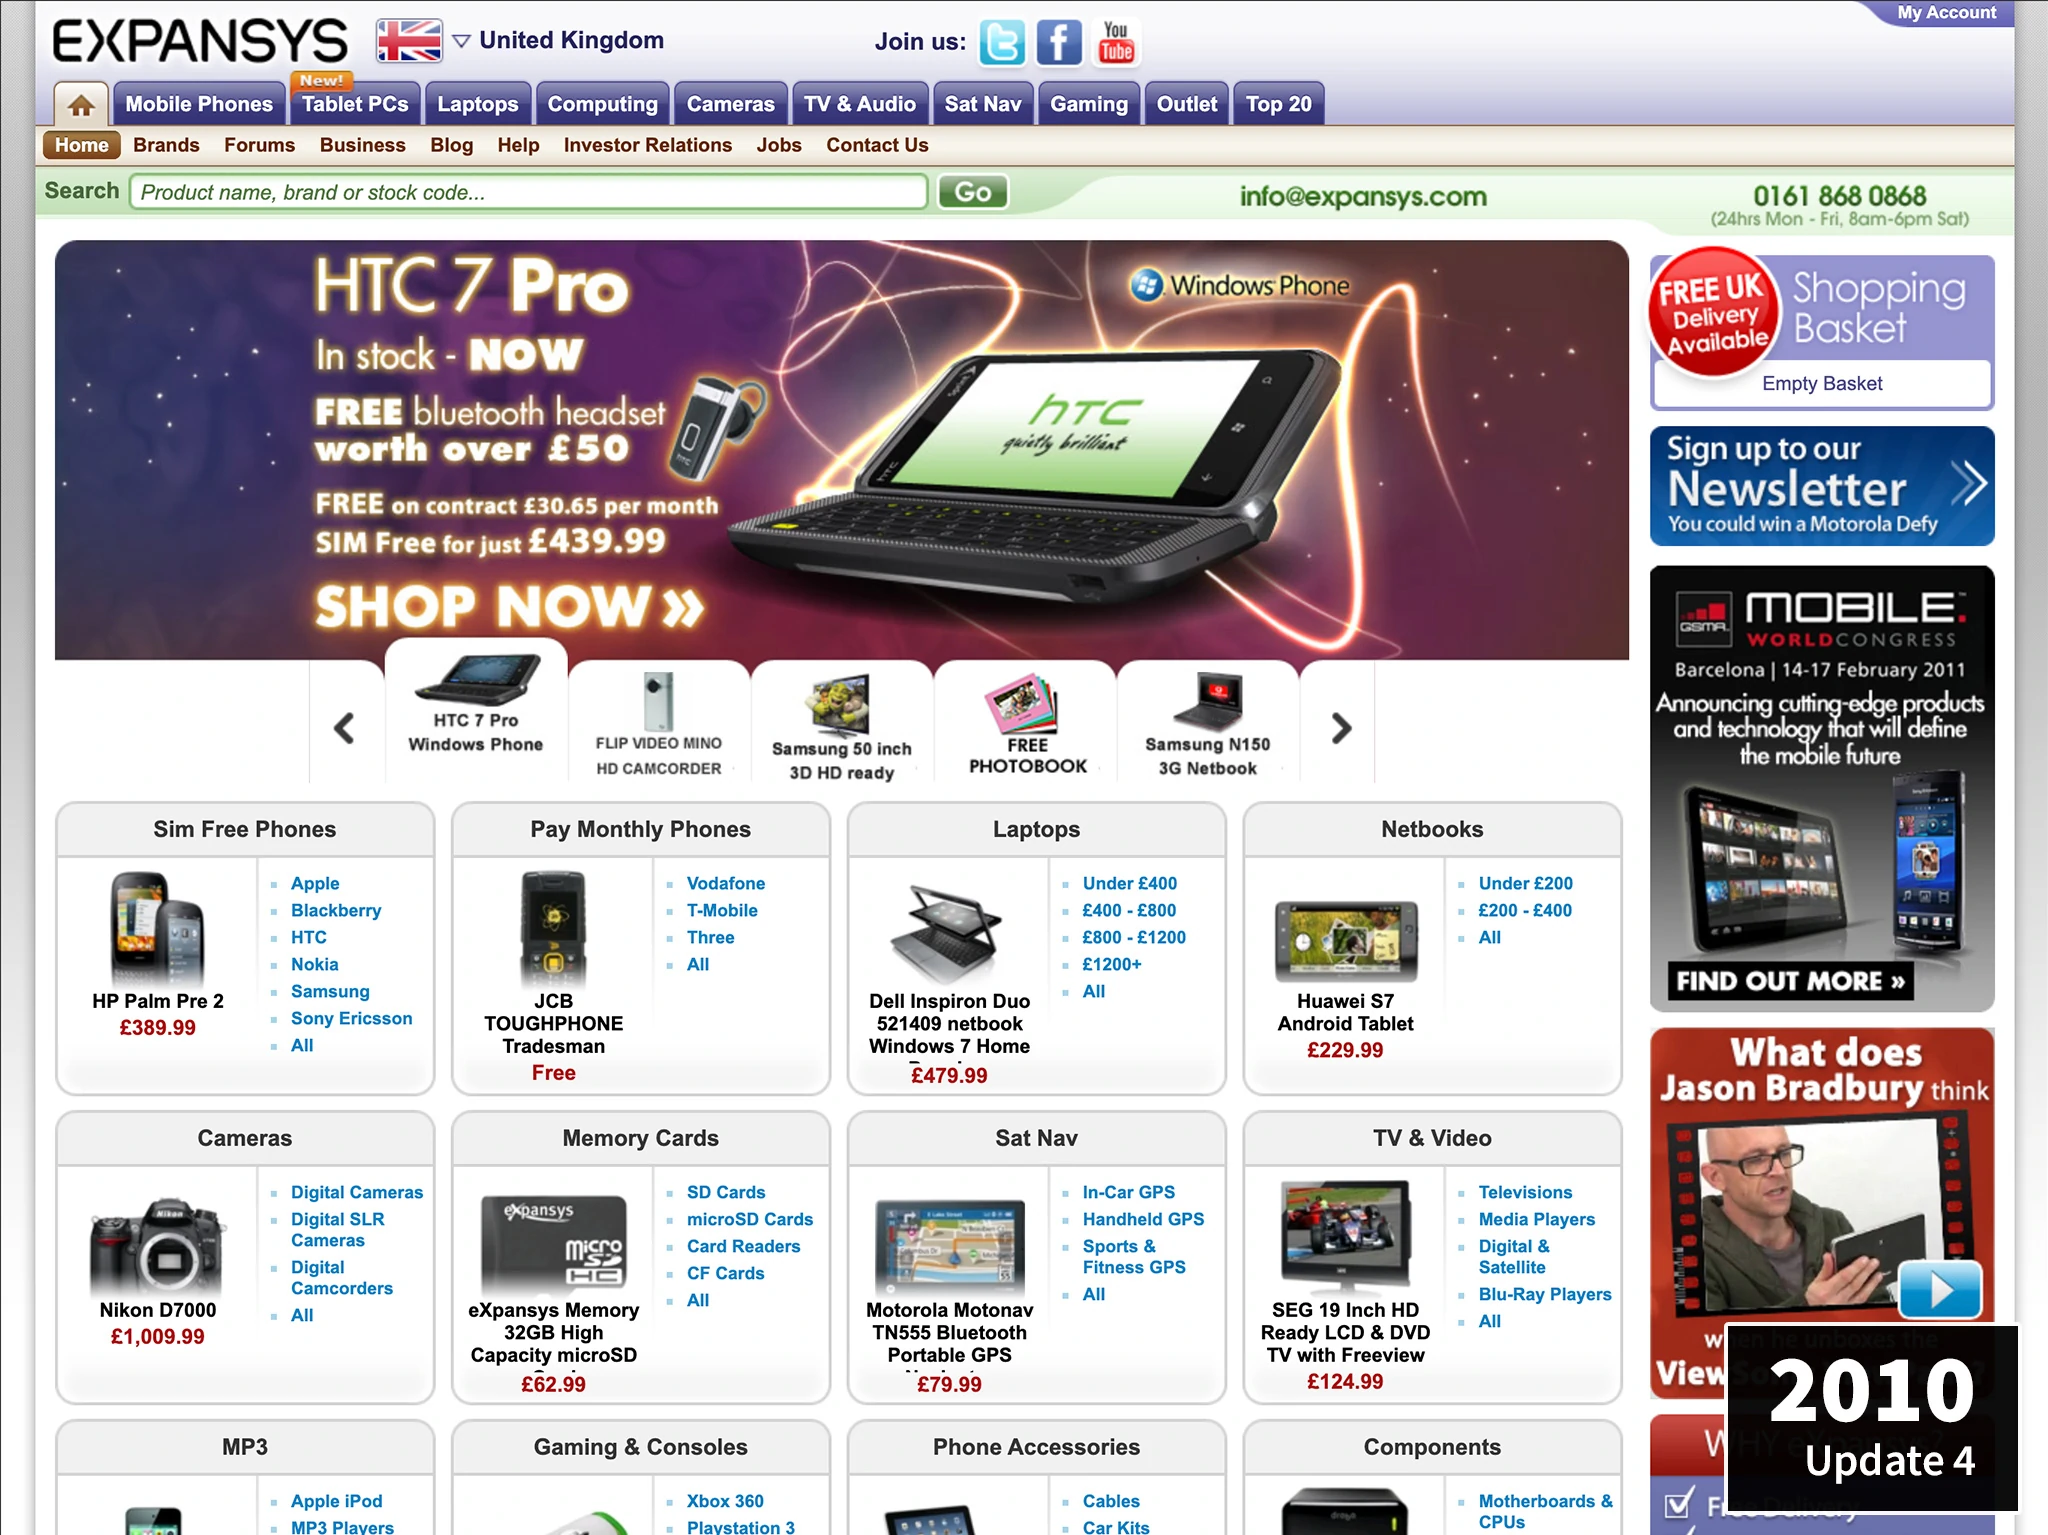 EXPANSYS
United Kingdom
Join us:
You
Tube
My Account
New!
Mobile Phones
Tablet PCs
Laptops
Computing
Cameras
TV & Audio
Sat Nav
Gaming
Outlet
Top 20
Home
Brands
Forums
Business
Blog
Help
Investor Relations
Jobs
Contact Us
Search
Product name, brand or stock code...
Go
info@expansys.com
0161 868 0868
(24hrs Mon - Fri, 8am-6pm Sat)
HTC 7 Pro
In stock - NOW
FREE bluetooth headset
worth over £50
FREE on contract £30.65 per month
SIM Free for just £439.99
SHOP NOW »
Windows Phone
hTC
quietly brilliant
FREE UK
Delivery
Available
Shopping
Basket
Empty Basket
Sign up to our
Newsletter
You could win a Motorola Defy
GSMA
MOBILE
WORLDCONGRESS
Barcelona | 14-17 February 2011
Announcing cutting-edge products
and technology that will define
the mobile future
FIND OUT MORE »
HTC 7 Pro
Windows Phone
FLIP VIDEO MINO
HD CAMCORDER
Samsung 50 inch
3D HD ready
FREE
PHOTOBOOK
Samsung N150
3G Netbook
Sim Free Phones
HP Palm Pre 2
£389.99
Apple
Blackberry
HTC
Nokia
Samsung
Sony Ericsson
All
Pay Monthly Phones
JCB
TOUGHPHONE
Tradesman
Free
Vodafone
T-Mobile
Three
All
Laptops
Dell Inspiron Duo
521409 netbook
Windows 7 Home
£479.99
Under £400
£400 - £800
£800 - £1200
£1200+
All
Netbooks
Huawei S7
Android Tablet
£229.99
Under £200
£200 - £400
All
What does
Jason Bradbury think
when he unboxes the
Cameras
Nikon
Nikon D7000
£1,009.99
Digital Cameras
Digital SLR
Cameras
Digital
Camcorders
All
Memory Cards
eXpansys
micro
SD
HC
eXpansys Memory
32GB High
Capacity microSD
£62.99
SD Cards
microSD Cards
Card Readers
CF Cards
All
Sat Nav
Motorola Motonav
TN555 Bluetooth
Portable GPS
£79.99
In-Car GPS
Handheld GPS
Sports &
Fitness GPS
All
TV & Video
SEG 19 Inch HD
Ready LCD & DVD
TV with Freeview
£124.99
Televisions
Media Players
Digital &
Satellite
Blu-Ray Players
All
2010
Update 4
WHY eXpansys?
Free Delivery
MP3
Apple iPod
MP3 Players
Gaming & Consoles
Xbox 360
Playstation 3
Phone Accessories
Cables
Car Kits
Components
Motherboards &
CPUs